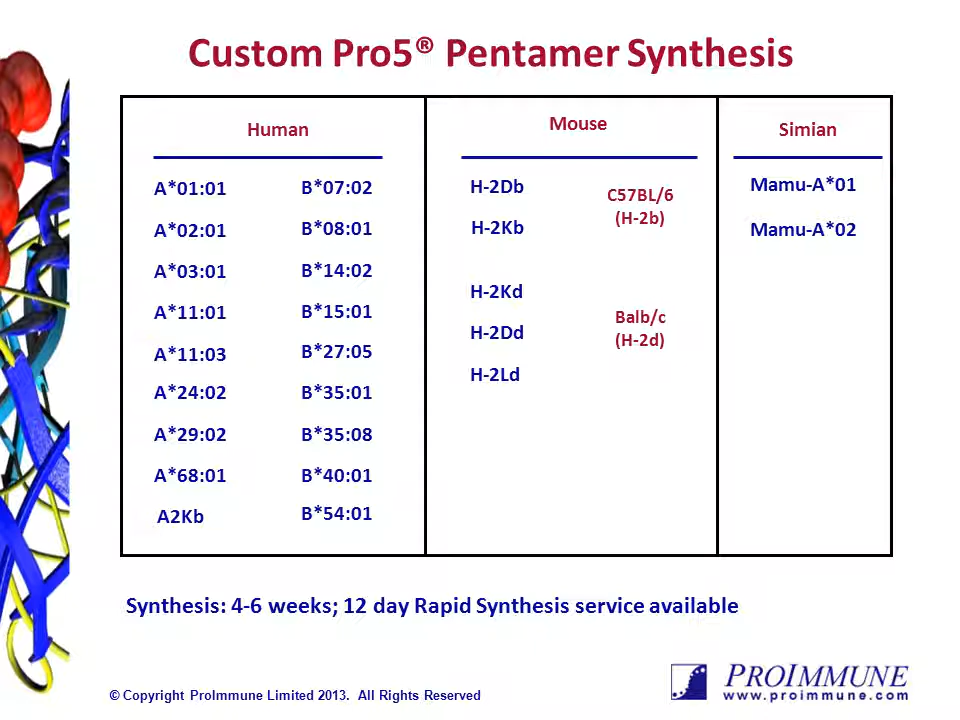 Custom Pro5® Pentamer Synthesis
Human
A*01:01 B*07:02
A*02:01 B*08:01
A*03:01 B*14:02
A*11:01 B*15:01
A*11:03 B*27:05
A*24:02 B*35:01
A*29:02 B*35:08
A*68:01 B*40:01
A2Kb B*54:01
Mouse
H-2Db
H-2Kb
C57BL/6
(H-2b)
H-2Kd
H-2Dd
H-2Ld
Balb/c
(H-2d)
Simian
Mamu-A*01
Mamu-A*02
Synthesis: 4-6 weeks; 12 day Rapid Synthesis service available
© Copyright ProImmune Limited 2013. All Rights Reserved
PROIMMUNE
www.proimmune.com